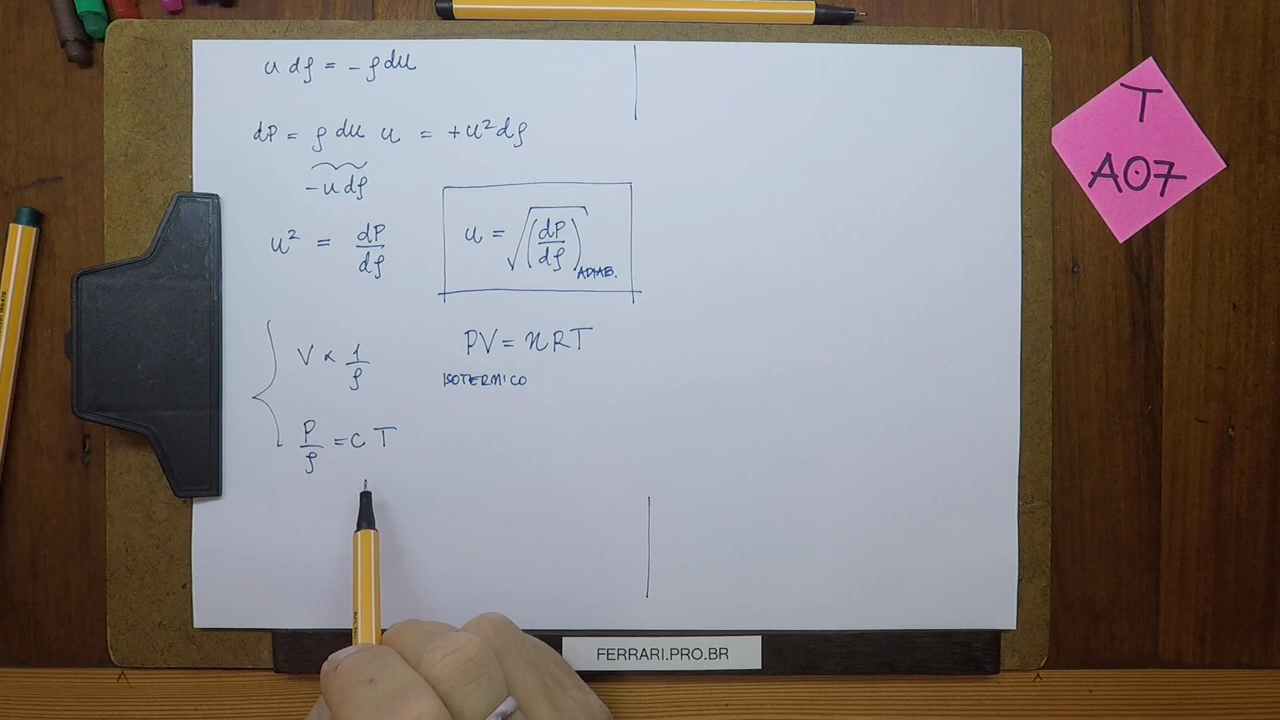 u dρ = - ρ du
dP = ρ du u = +u² dρ
-u dρ
u² = dP/dρ
u = √(dP/dρ) ADIAB.
V ∝ 1/ρ
PV = nRT
ISOTERMICO
P/ρ = C T
T
A07
FERRARI.PRO.BR